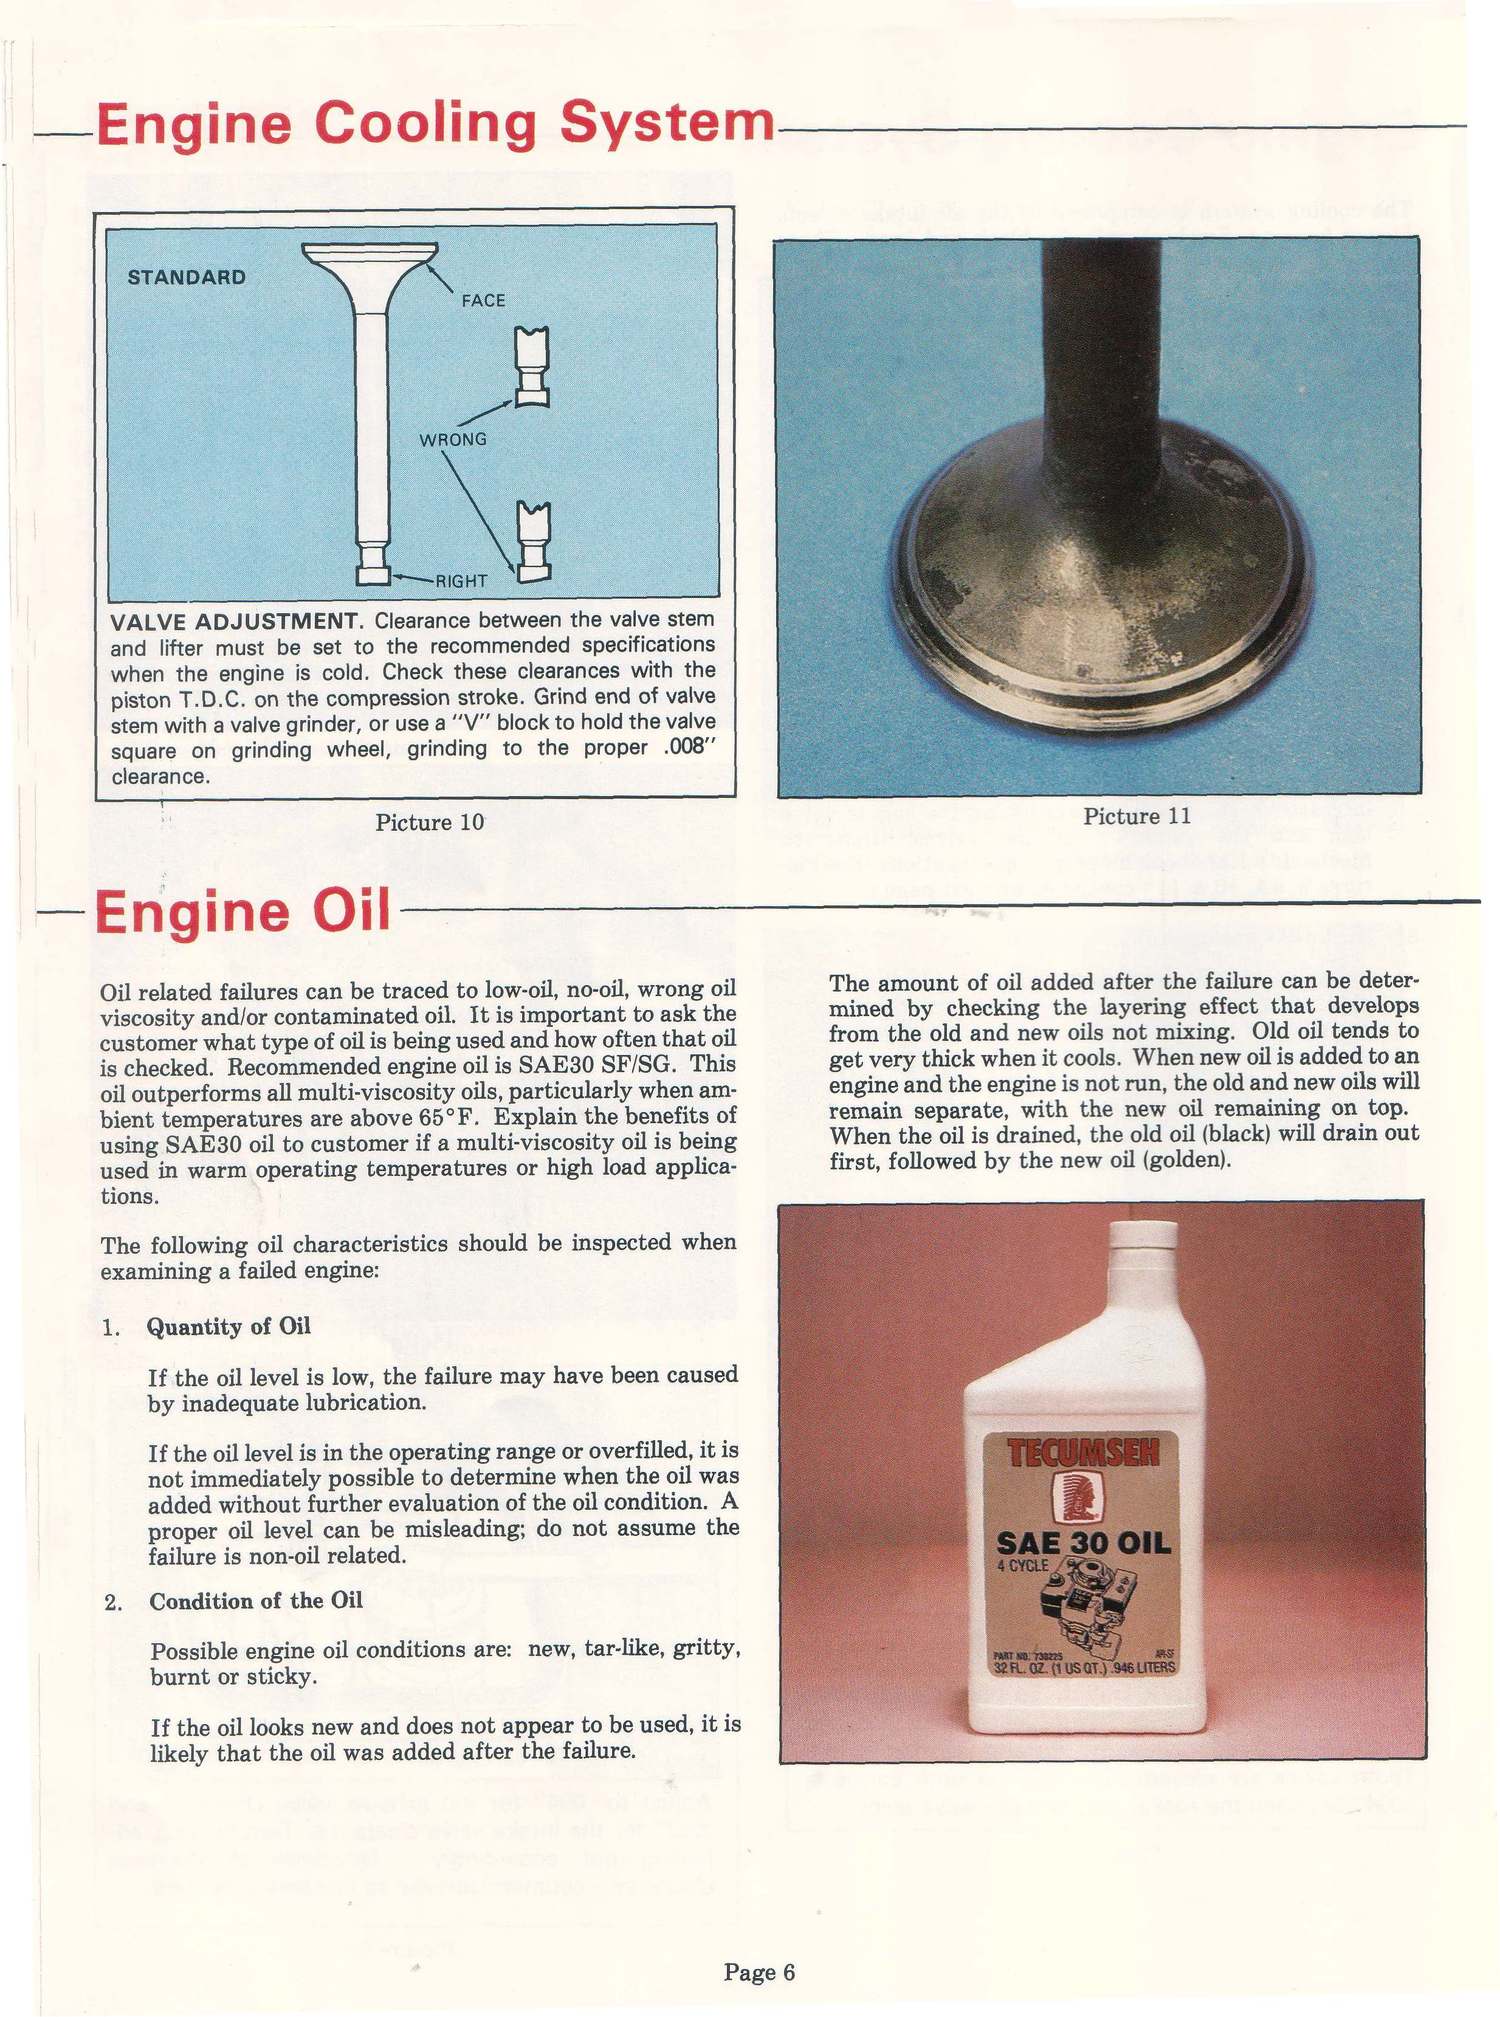 Engine Cooling System
STANDARD
FACE
WRONG
RIGHT
VALVE ADJUSTMENT. Clearance between the valve stem
and lifter must be set to the recommended specifications
when the engine is cold. Check these clearances with the
piston T.D.C. on the compression stroke. Grind end of valve
stem with a valve grinder, or use a "V" block to hold the valve
square on grinding wheel, grinding to the proper .008"
clearance.
Picture 10
Picture 11
Engine Oil
Oil related failures can be traced to low-oil, no-oil, wrong oil
viscosity and/or contaminated oil. It is important to ask the
customer what type of oil is being used and how often that oil
is checked. Recommended engine oil is SAE30 SF/SG. This
oil outperforms all multi-viscosity oils, particularly when am-
bient temperatures are above 65°F. Explain the benefits of
using SAE30 oil to customer if a multi-viscosity oil is being
used in warm operating temperatures or high load applica-
tions.
The following oil characteristics should be inspected when
examining a failed engine:
1. Quantity of Oil
If the oil level is low, the failure may have been caused
by inadequate lubrication.
If the oil level is in the operating range or overfilled, it is
not immediately possible to determine when the oil was
added without further evaluation of the oil condition. A
proper oil level can be misleading; do not assume the
failure is non-oil related.
2. Condition of the Oil
Possible engine oil conditions are: new, tar-like, gritty,
burnt or sticky.
If the oil looks new and does not appear to be used, it is
likely that the oil was added after the failure.
The amount of oil added after the failure can be deter-
mined by checking the layering effect that develops
from the old and new oils not mixing. Old oil tends to
get very thick when it cools. When new oil is added to an
engine and the engine is not run, the old and new oils will
remain separate, with the new oil remaining on top.
When the oil is drained, the old oil (black) will drain out
first, followed by the new oil (golden).
TECUMSEH
SAE 30 OIL
4 CYCLE
PART NO. 730225
API-SF
32 FL. OZ. (1 US QT.) .946 LITERS
Page 6